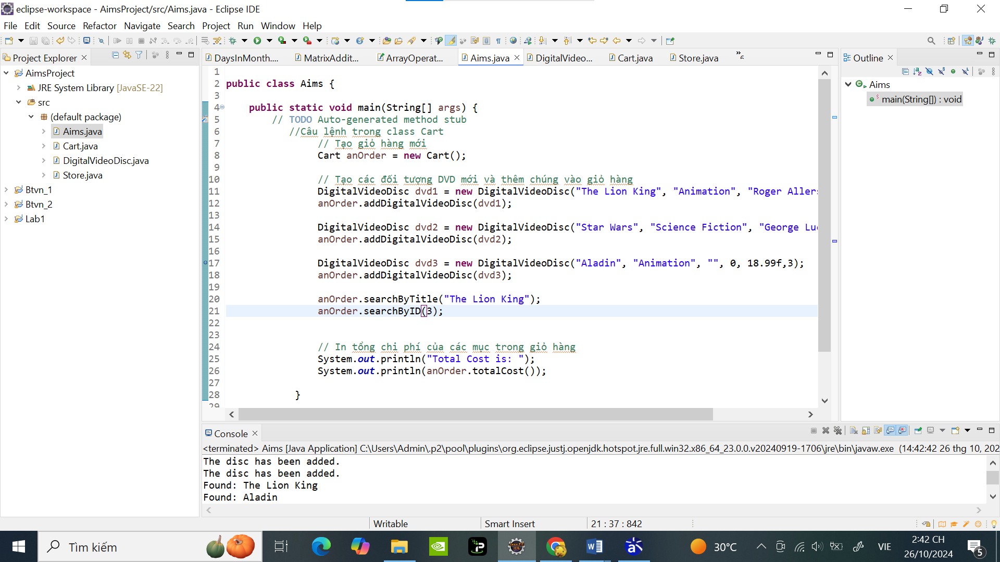 eclipse-workspace - AimsProject/src/Aims.java - Eclipse IDE
File Edit Source Refactor Navigate Search Project Run Window Help
Project Explorer
AimsProject
JRE System Library [JavaSE-22]
src
(default package)
Aims.java
Cart.java
DigitalVideoDisc.java
Store.java
Btvn_1
Btvn_2
Lab1
DaysInMonth.... MatrixAddit... ArrayOperat... Aims.java DigitalVideo... Cart.java Store.java 6
1
2 public class Aims {
3
4 public static void main(String[] args) {
5 // TODO Auto-generated method stub
6 //Câu lệnh trong class Cart
7 // Tạo giỏ hàng mới
8 Cart anOrder = new Cart();
9
10 // Tạo các đối tượng DVD mới và thêm chúng vào giỏ hàng
11 DigitalVideoDisc dvd1 = new DigitalVideoDisc("The Lion King", "Animation", "Roger Allers
12 anOrder.addDigitalVideoDisc(dvd1);
13
14 DigitalVideoDisc dvd2 = new DigitalVideoDisc("Star Wars", "Science Fiction", "George Lu
15 anOrder.addDigitalVideoDisc(dvd2);
16
17 DigitalVideoDisc dvd3 = new DigitalVideoDisc("Aladin", "Animation", "", 0, 18.99f,3);
18 anOrder.addDigitalVideoDisc(dvd3);
19
20 anOrder.searchByTitle("The Lion King");
21 anOrder.searchByID(3);
22
23
24 // In tổng chi phí của các mục trong giỏ hàng
25 System.out.println("Total Cost is: ");
26 System.out.println(anOrder.totalCost());
27
28 }
29
Outline
Aims
main(String[]) : void
Console
<terminated> Aims [Java Application] C:\Users\Admin\.p2\pool\plugins\org.eclipse.justj.openjdk.hotspot.jre.full.win32.x86_64_23.0.0.v20240919-1706\jre\bin\javaw.exe (14:42:42 26 thg 10, 202
The disc has been added.
The disc has been added.
Found: The Lion King
Found: Aladin
Writable Smart Insert 21 : 37 : 842
Tìm kiếm
Java EE
IDE
30°C
VIE
2:42 CH
26/10/2024
5